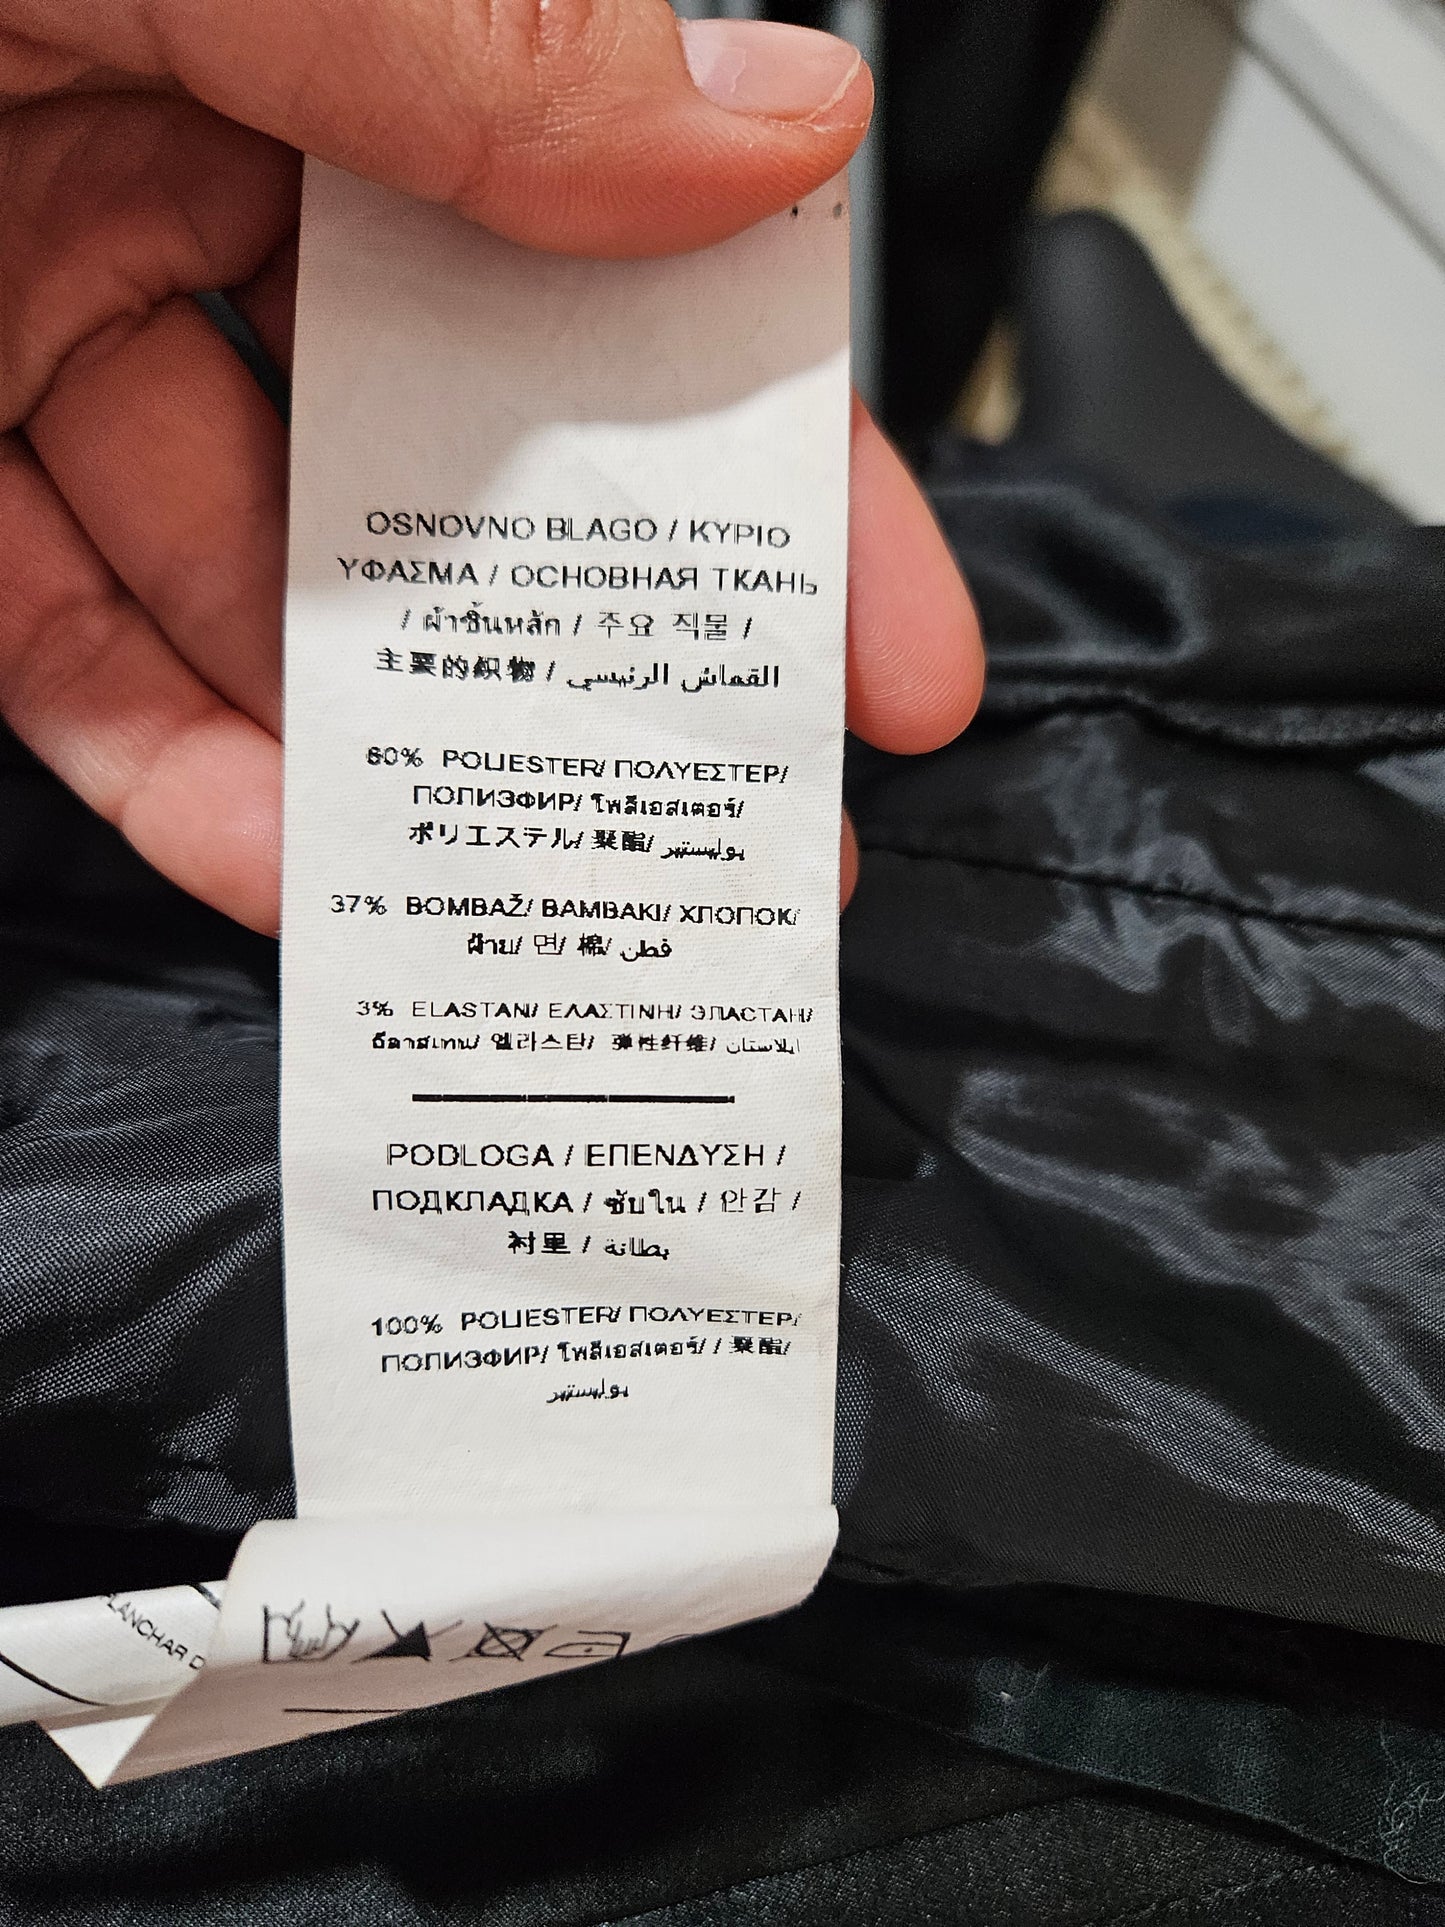 OSNOVNO BLAGO / ΚΥΡΙΟ
ΥΦΑΣΜΑ / ОСНОВНАЯ ТКАНЬ
/ ผ้าชิ้นหลัก / 주요 직물 /
主要的织物 / القماش الرئيسي
60% POLIESTER/ ΠΟΛΥΕΣΤΕΡ/
ПОЛИЭФИР/ โพลีเอสเตอร์/
ポリエステル/ 聚酯/ بوليستير
37% BOMBAŽ/ BAMBAKI/ ХЛОПОК/
ฝ้าย/ 면/ 棉/ قطن
3% ELASTAN/ ΕΛΑΣΤΙΝΗ/ ЭЛАСТАН/
อีลาสเทน/ 엘라스탄/ 弹性纤维/ ايلاستان
PODLOGA / ΕΠΕΝΔΥΣΗ /
ПОДКЛАДКА / ซับใน / 안감 /
衬里 / بطانة
100% POLIESTER/ ΠΟΛΥΕΣΤΕΡ/
ПОЛИЭФИР/ โพลีเอสเตอร์/ / 聚酯/
بوليستير
LANCHAR D